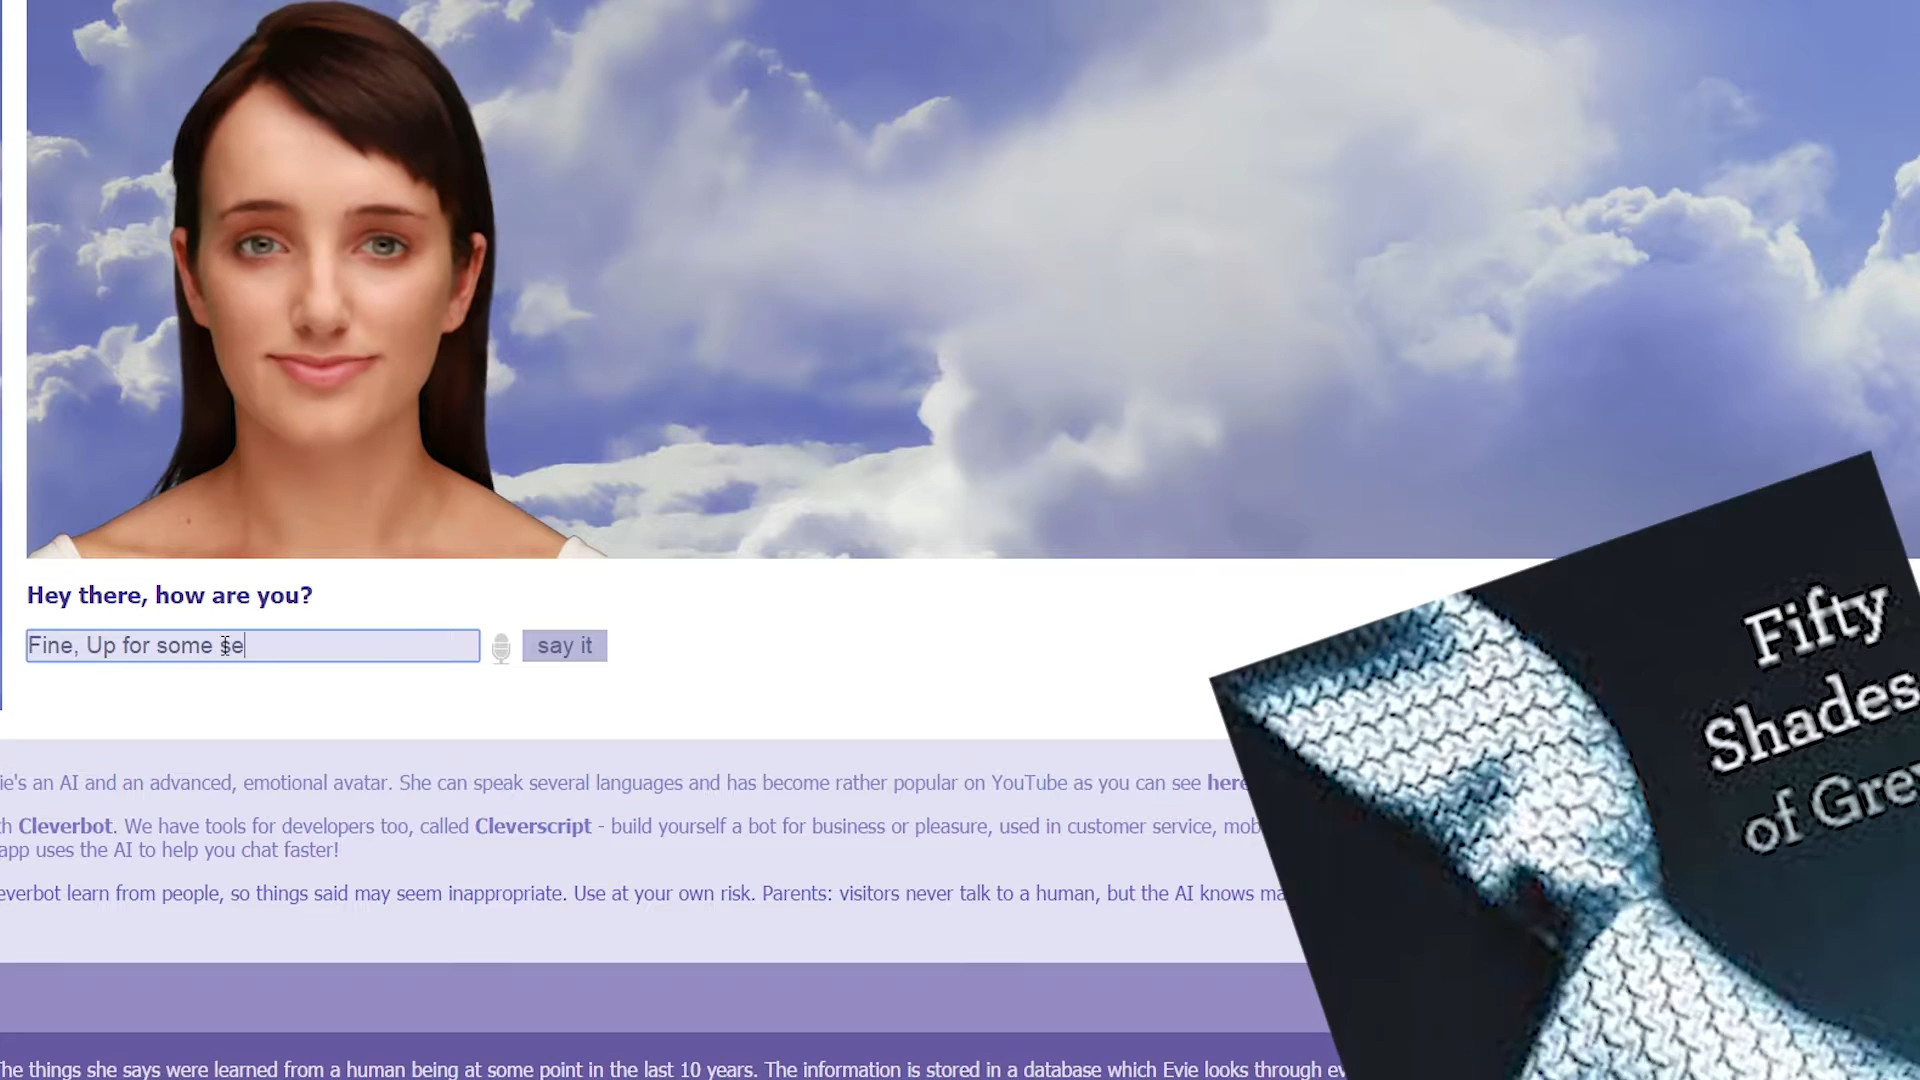 Hey there, how are you?
Fine, Up for some se
say it
Fifty
Shades
of Grey
ie's an AI and an advanced, emotional avatar. She can speak several languages and has become rather popular on YouTube as you can see here
th Cleverbot. We have tools for developers too, called Cleverscript - build yourself a bot for business or pleasure, used in customer service, mob
app uses the AI to help you chat faster!
everbot learn from people, so things said may seem inappropriate. Use at your own risk. Parents: visitors never talk to a human, but the AI knows ma
The things she says were learned from a human being at some point in the last 10 years. The information is stored in a database which Evie looks through ev